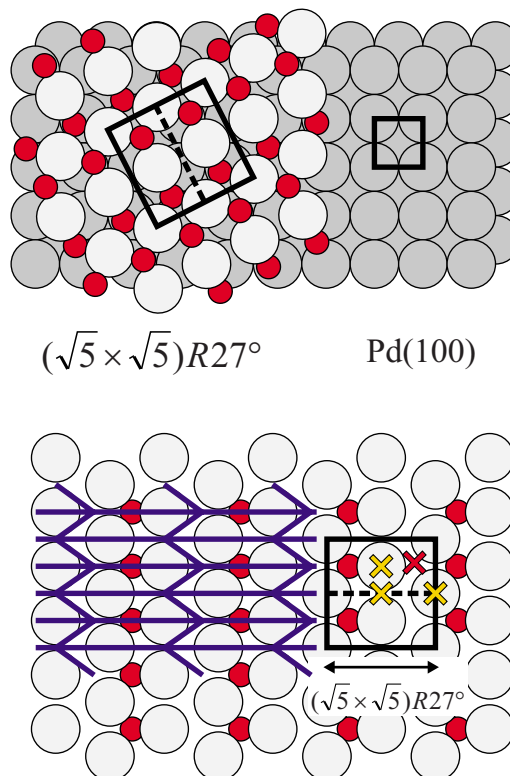 (√5 × √5)R27° Pd(100)
(√5 × √5)R27°